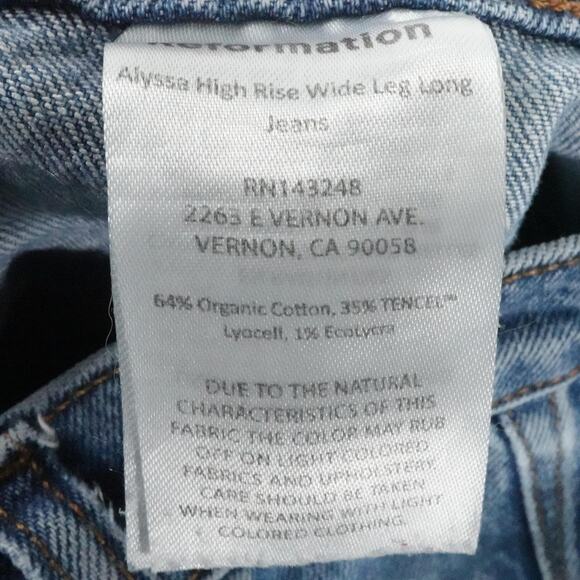 Reformation
Alyssa High Rise Wide Leg Long
Jeans
RN143248
2263 E VERNON AVE.
VERNON, CA 90058
64% Organic Cotton, 35% TENCEL™
Lyocell, 1% EcoLycra
DUE TO THE NATURAL
CHARACTERISTICS OF THIS
FABRIC THE COLOR MAY RUB
OFF ON LIGHT COLORED
FABRICS AND UPHOLSTERY.
CARE SHOULD BE TAKEN
WHEN WEARING WITH LIGHT
COLORED CLOTHING.